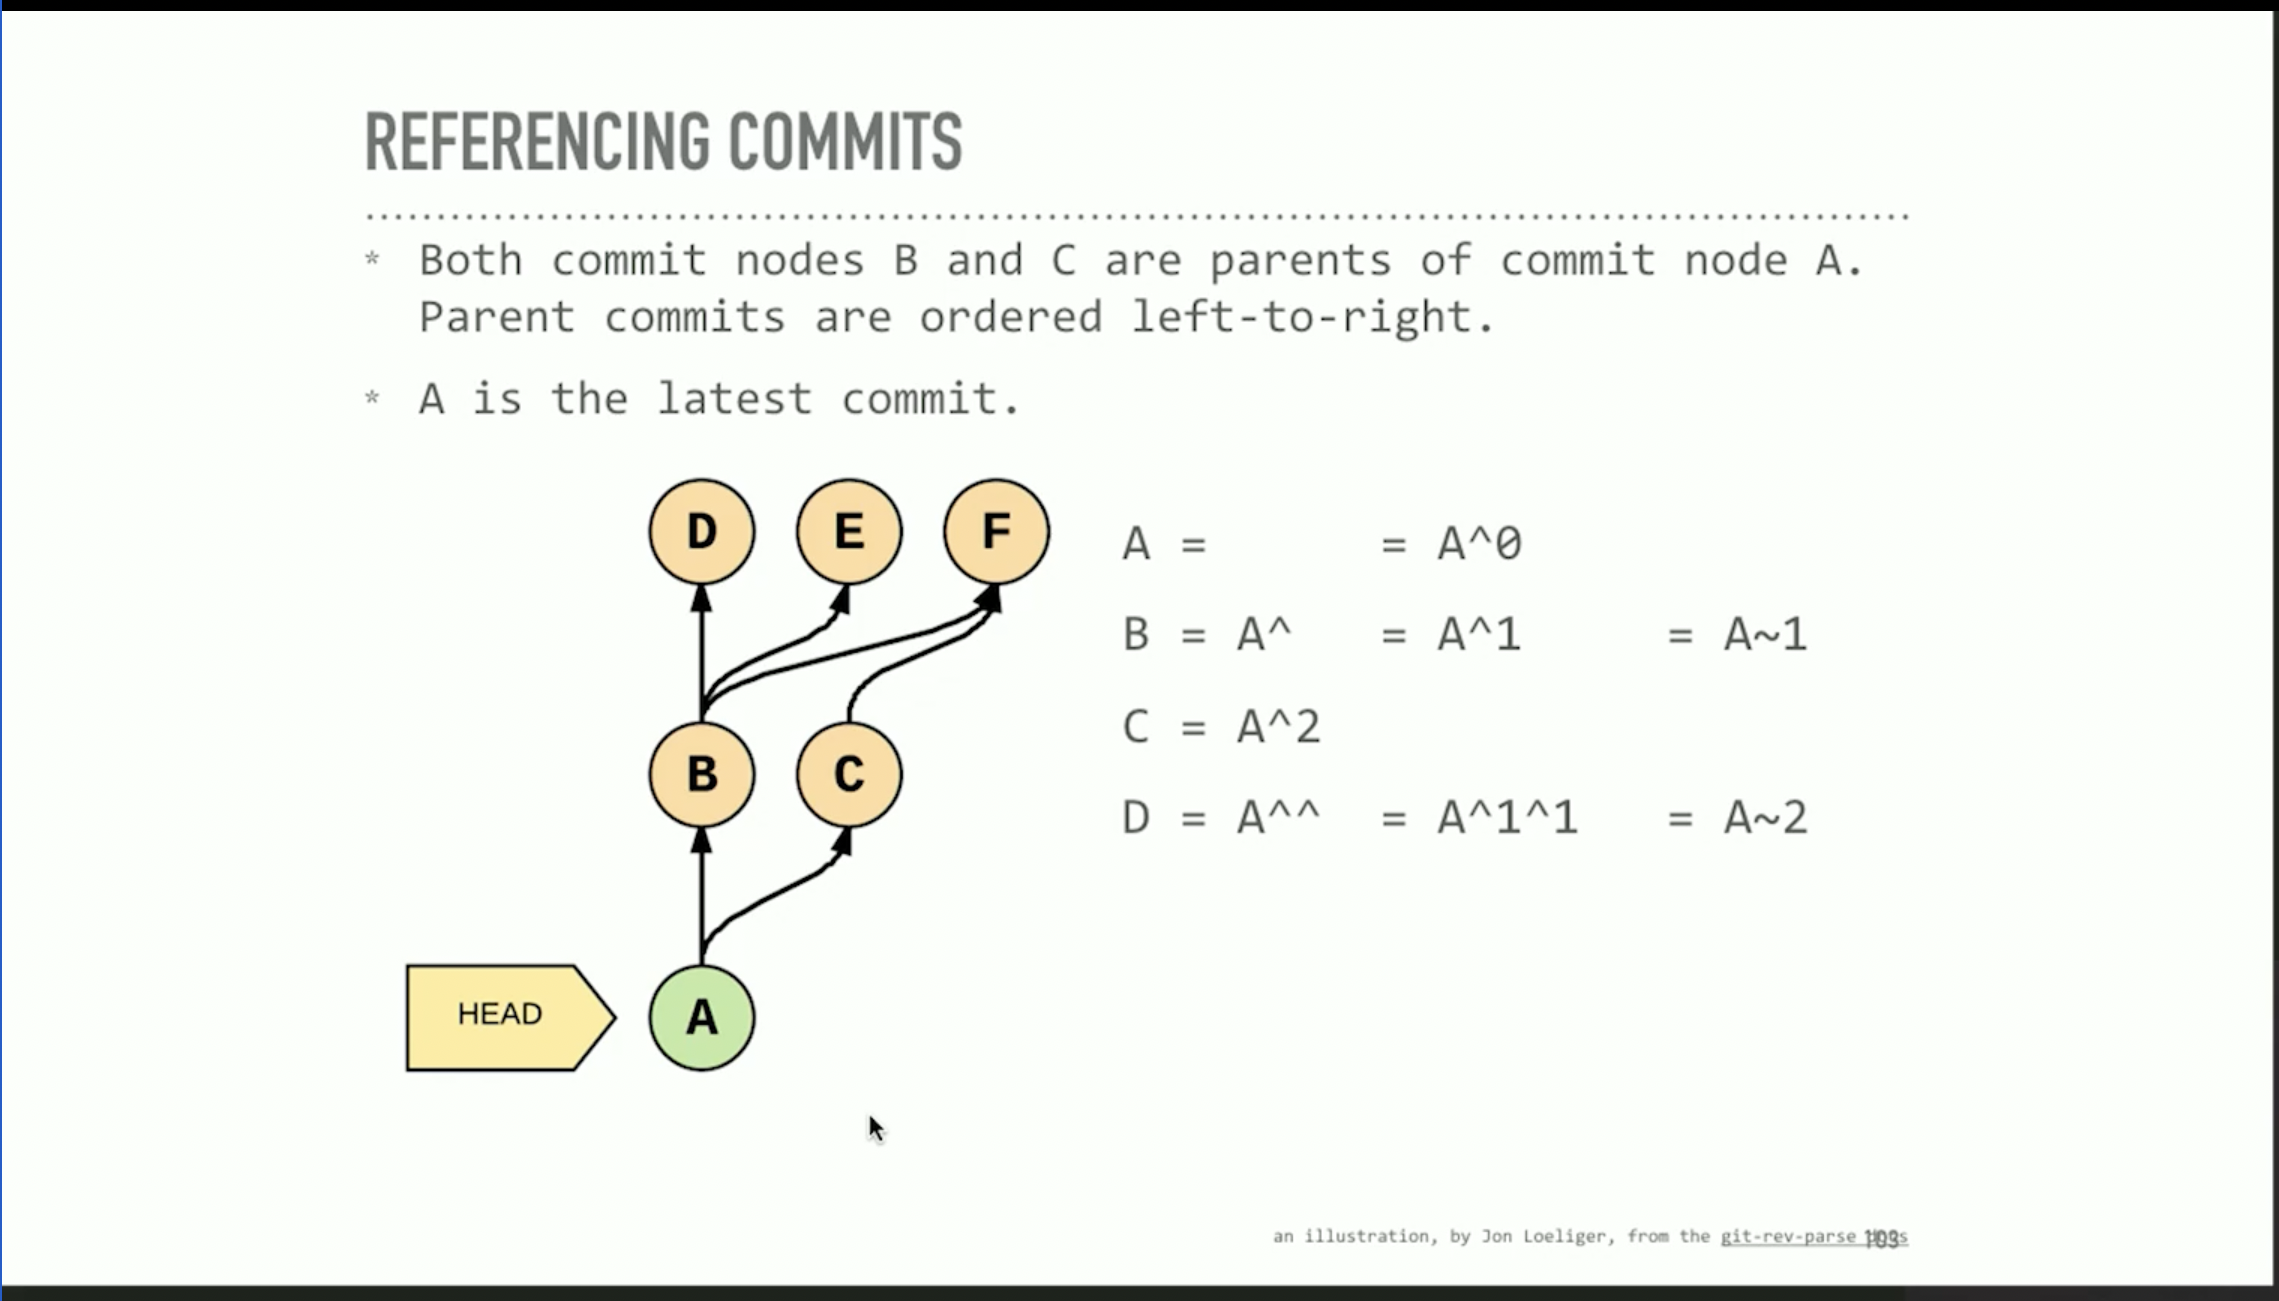 REFERENCING COMMITS
* Both commit nodes B and C are parents of commit node A.
Parent commits are ordered left-to-right.
* A is the latest commit.
D E F
A = = A^0
B = A^ = A^1 = A~1
C = A^2
B C
D = A^^ = A^1^1 = A~2
HEAD A
an illustration, by Jon Loeliger, from the git-rev-parse
103